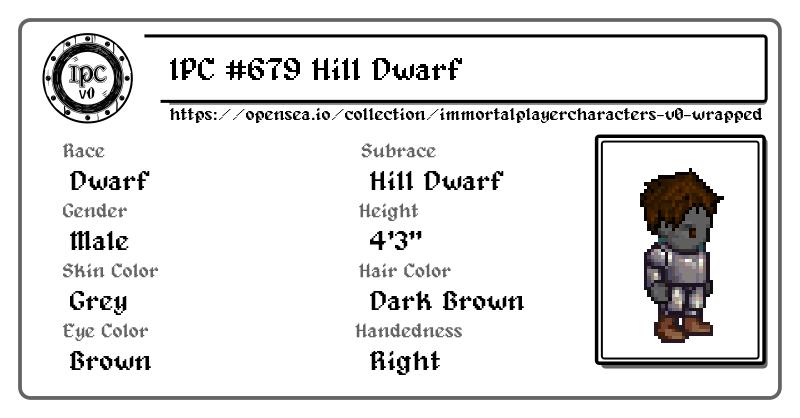 IPC v0
IPC #679 Hill Dwarf
https://opensea.io/collection/immortalplayercharacters-v0-wrapped
Race
Dwarf
Subrace
Hill Dwarf
Gender
Male
Height
4'3"
Skin Color
Grey
Hair Color
Dark Brown
Eye Color
Brown
Handedness
Right